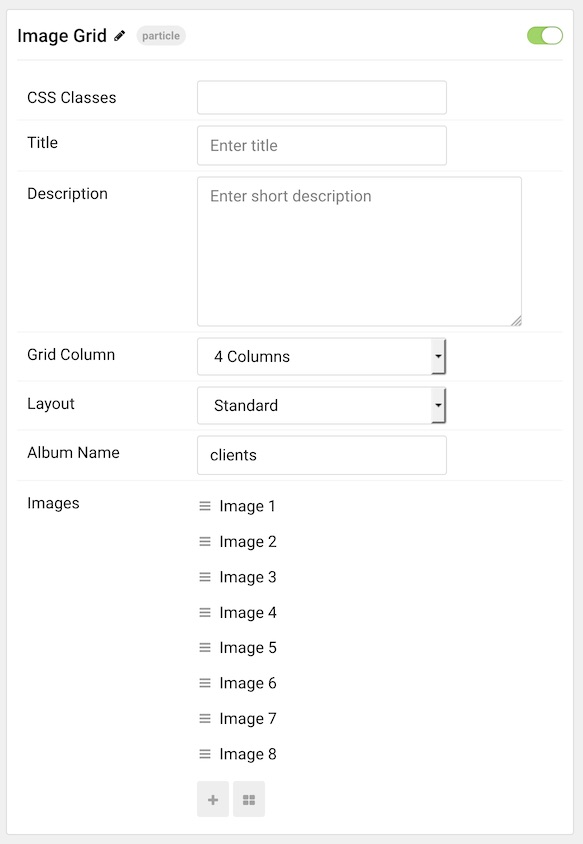 Image Grid particle
CSS Classes
Title Enter title
Description Enter short description
Grid Column 4 Columns
Layout Standard
Album Name clients
Images Image 1
Image 2
Image 3
Image 4
Image 5
Image 6
Image 7
Image 8